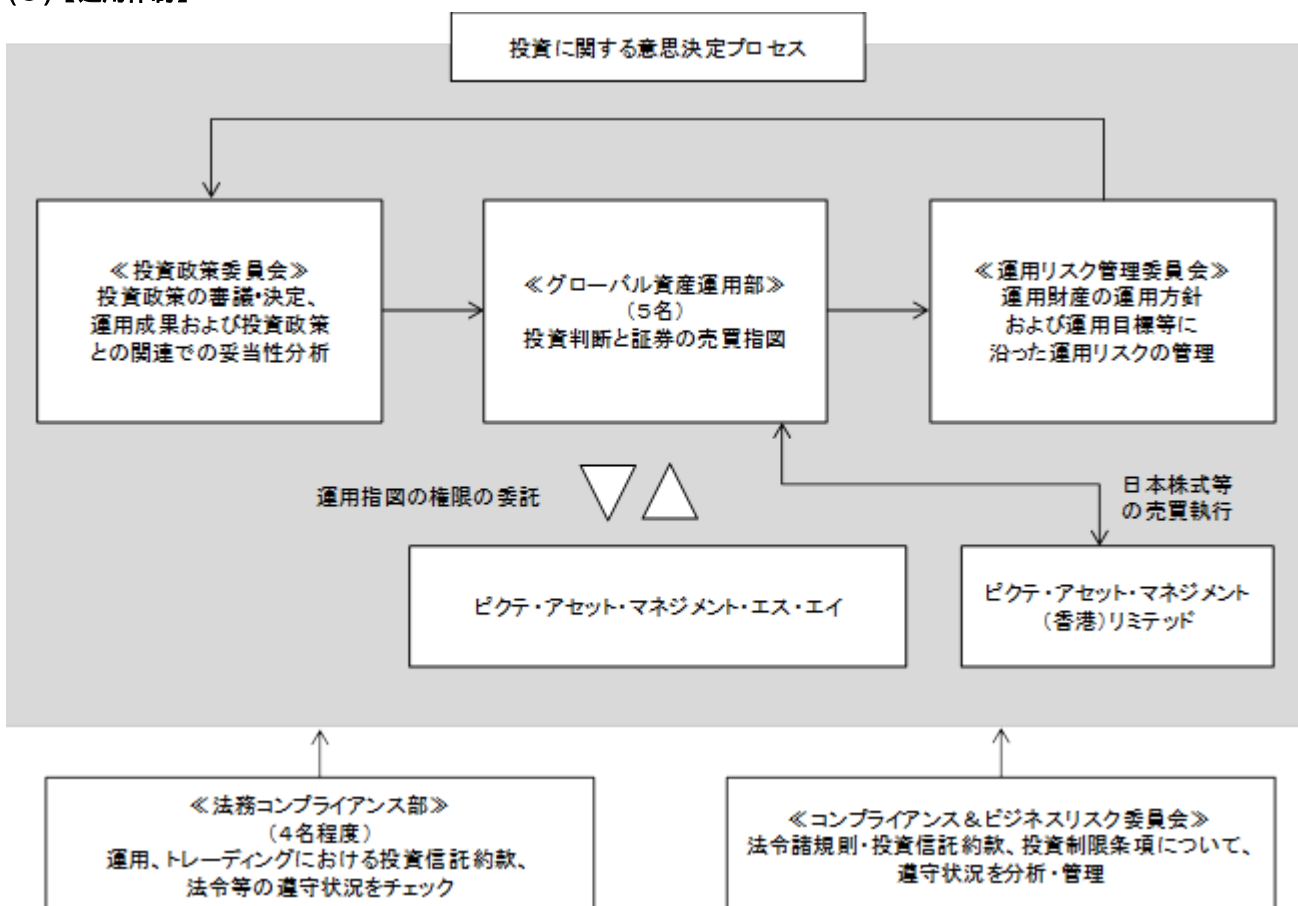 投資に関する意思決定プロセス
≪投資政策委員会≫
投資政策の審議・決定、
運用成果および投資政策
との関連での妥当性分析
≪グローバル資産運用部≫
(5名)
投資判断と証券の売買指図
≪運用リスク管理委員会≫
運用財産の運用方針
および運用目標等に
沿った運用リスクの管理
運用指図の権限の委託
日本株式等
の売買執行
ピクテ・アセット・マネジメント・エス・エイ
ピクテ・アセット・マネジメント
(香港)リミテッド
≪法務コンプライアンス部≫
(4名程度)
運用、トレーディングにおける投資信託約款、
法令等の遵守状況をチェック
≪コンプライアンス&ビジネスリスク委員会≫
法令諸規則・投資信託約款、投資制限条項について、
遵守状況を分析・管理